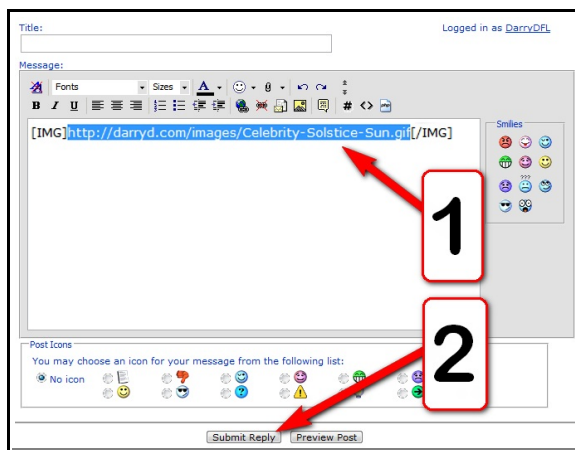 Title:
Logged in as DarryDFL
Message:
Fonts Sizes A
B I U # <> php
[IMG]http://darryd.com/images/Celebrity-Solstice-Sun.gif[/IMG]
Smilies
???
1
2
Post Icons
You may choose an icon for your message from the following list:
No icon
Submit Reply Preview Post